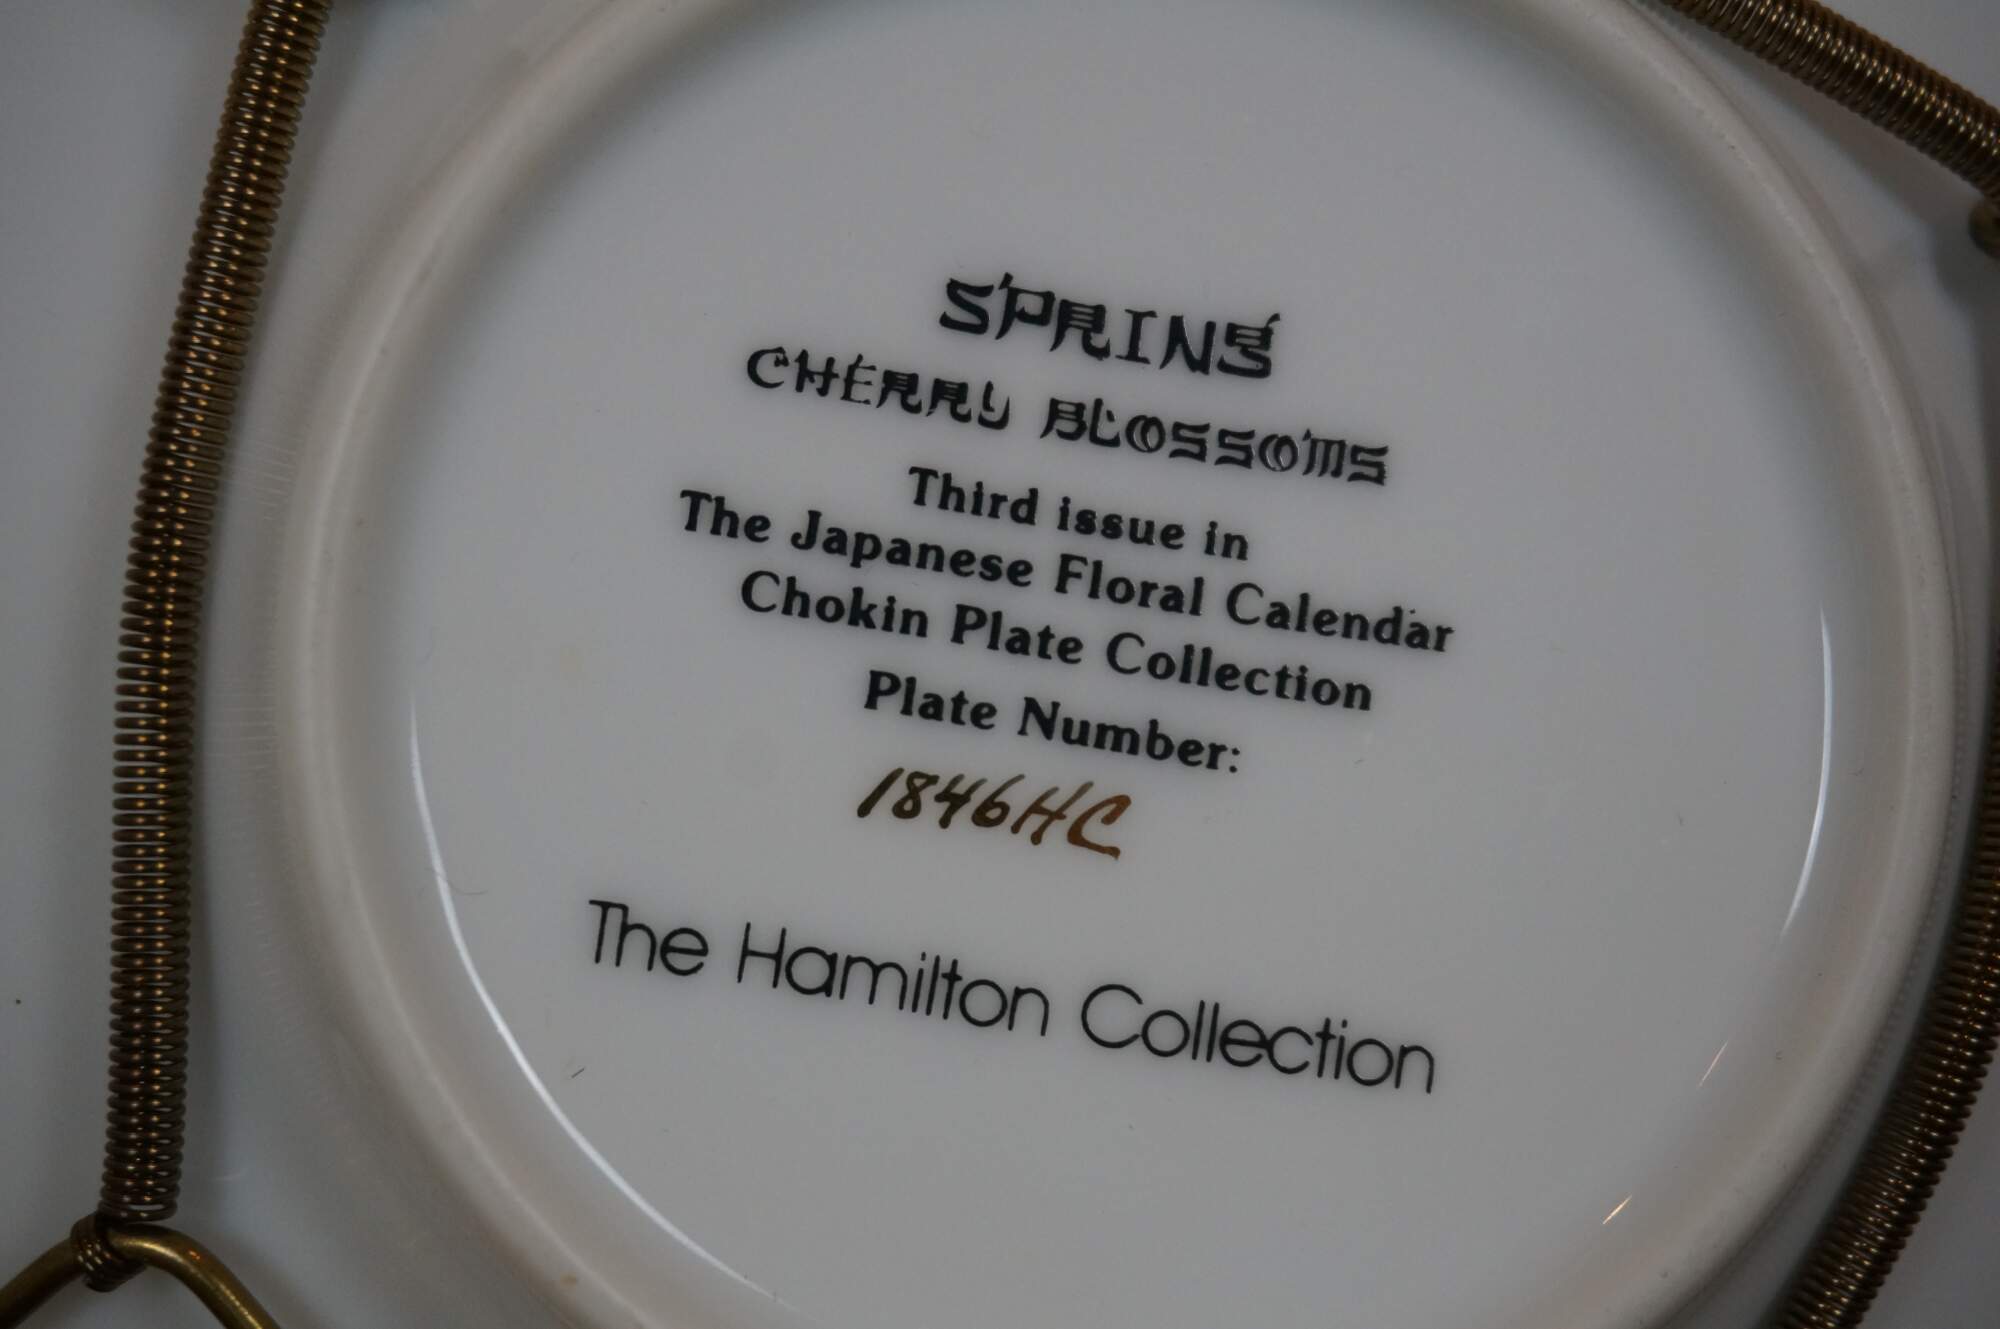 SPRING
CHERRY BLOSSOMS
Third issue in
The Japanese Floral Calendar
Chokin Plate Collection
Plate Number:
1846HC
The Hamilton Collection